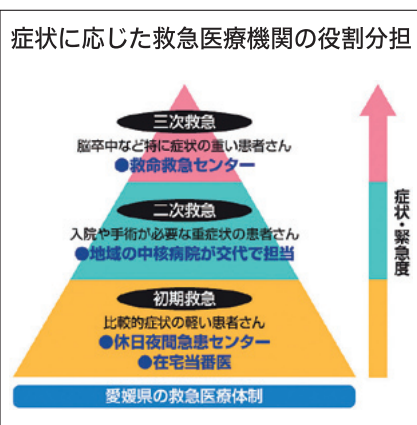 症状に応じた救急医療機関の役割分担
三次救急
脳卒中など特に症状の重い患者さん
●救命救急センター
二次救急
入院や手術が必要な重症状の患者さん
●地域の中核病院が交代で担当
初期救急
比較的症状の軽い患者さん
●休日夜間急患センター
●在宅当番医
愛媛県の救急医療体制
症状・緊急度